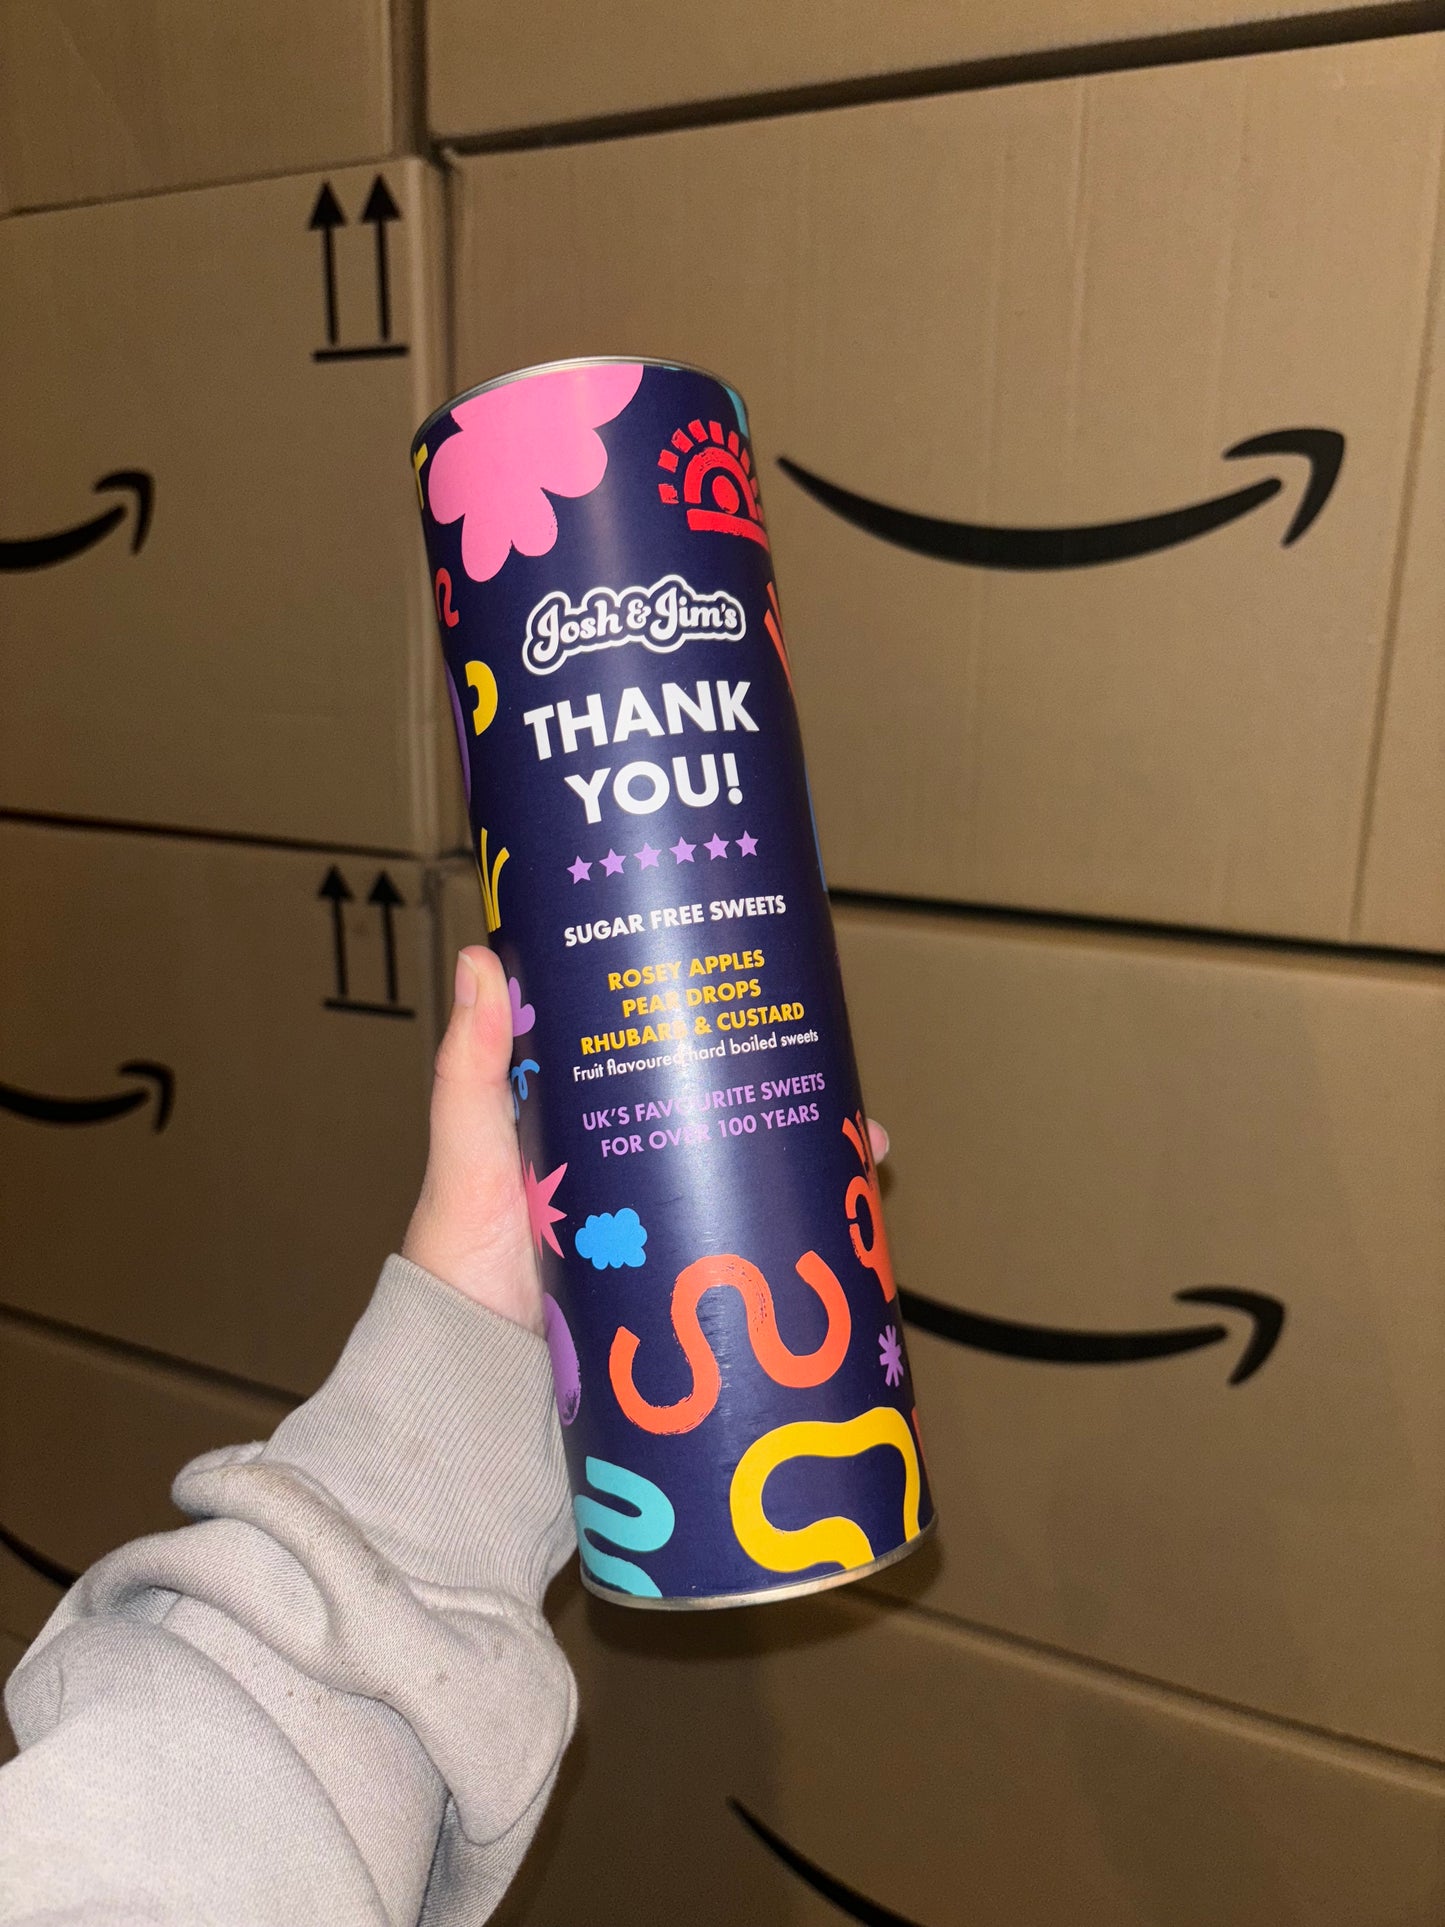 Josh & Jim's
THANK
YOU!
SUGAR FREE SWEETS
ROSEY APPLES
PEAR DROPS
RHUBARB & CUSTARD
Fruit flavoured hard boiled sweets
UK'S FAVOURITE SWEETS
FOR OVER 100 YEARS